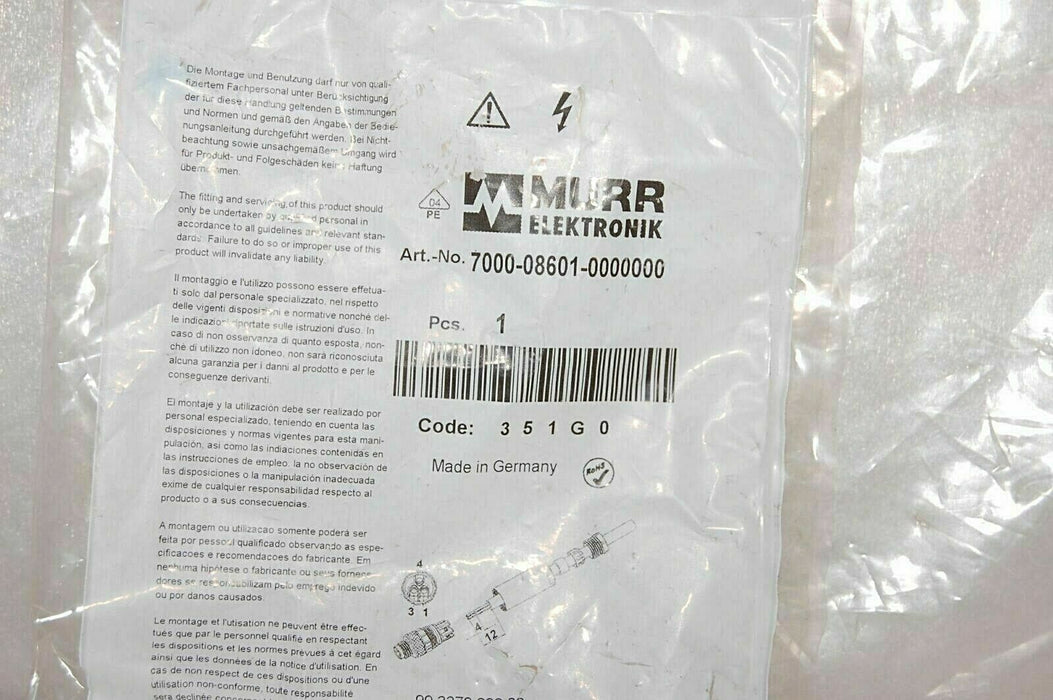 Die Montage und Benutzung darf nur von quali-
fiziertem Fachpersonal unter Berücksichtigung
der für diese Handlung geltenden Bestimmungen
und Normen und gemäß den Angaben der Bedie-
nungsanleitung durchgeführt werden. Bei Nicht-
beachtung sowie unsachgemäßem Umgang wird
für Produkt- und Folgeschäden keine Haftung
übernommen.
The fitting and servicing of this product should
only be undertaken by qualified personal in
accordance to all guidelines and relevant stan-
dards. Failure to do so or improper use of this
product will invalidate any liability.
Il montaggio e l'utilizzo possono essere effetua-
ti solo dal personale specializzato, nel rispetto
delle vigenti disposizioni e normative nonché del-
le indicazioni riportate sulle istruzioni d'uso. In
caso di non osservanza di quanto esposto, non-
ché di utilizzo non idoneo, non sarà riconosciuta
alcuna garanzia per i danni al prodotto e per le
conseguenze derivanti.
El montaje y la utilización debe ser realizado por
personal especializado, teniendo en cuenta las
disposiciones y normas vigentes para esta mani-
pulación, así como las indiaciones contenidas en
las instrucciones de empleo. la no observación de
las disposiciones o la manipulación inadecuada
exime de cualquier responsabilidad respecto al
producto o a sus consecuencias.
A montagem ou utilizacao somente poderá ser
feita por pessoal qualificado observando as espe-
cificacoes e recomendacoes do fabricante. Em
nenhuma hipótese o fabricante ou seus fornece-
dores se responsibilizam pelo emprego indevido
ou por danos causados.
Le montage et l'utisation ne peuvent être effec-
tués que par le personnel qualifié en respectant
les dispositions et les normes prévues à cet égard
ainsi que les données de la notice d'utilisation. En
cas de non respect de ces dispositions ou d'une
utilisation non-conforme, toute responsabilité
sera déclinée
04
PE
MURR
ELEKTRONIK
Art.-No. 7000-08601-0000000
Pcs. 1
Code: 3 5 1 G 0
Made in Germany
RoHS
4
3 1
4
12